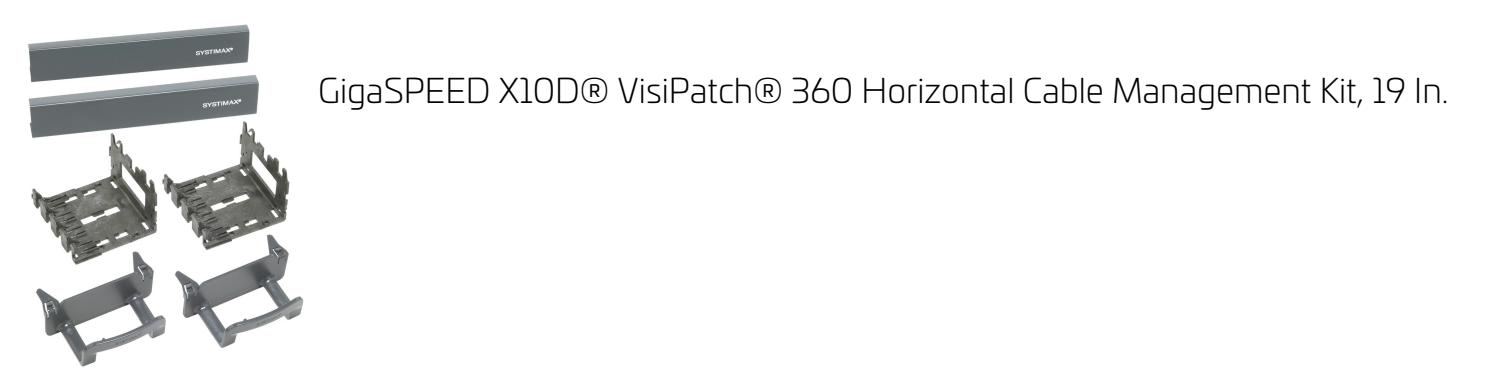 SYSTIMAX®
SYSTIMAX®
GigaSPEED X10D® VisiPatch® 360 Horizontal Cable Management Kit, 19 In.